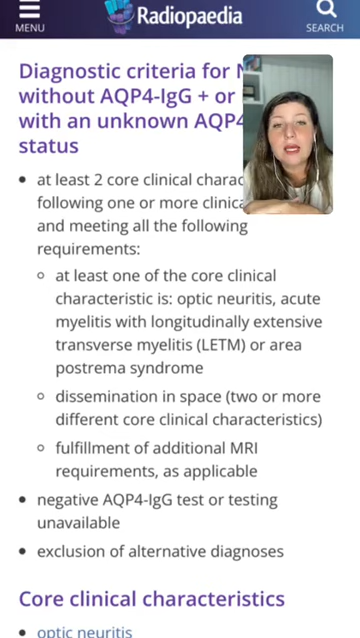 Radiopaedia
MENU
SEARCH
Diagnostic criteria for
without AQP4-IgG + or
with an unknown AQP4
status
• at least 2 core clinical
following one or more
and meeting all the following
requirements:
at least one of the core clinical
characteristic is: optic neuritis, acute
myelitis with longitudinally extensive
transverse myelitis (LETM) or area
postrema syndrome
dissemination in space (two or more
different core clinical characteristics)
fulfillment of additional MRI
requirements, as applicable
• negative AQP4-IgG test or testing
unavailable
• exclusion of alternative diagnoses
Core clinical characteristics
• optic neuritis